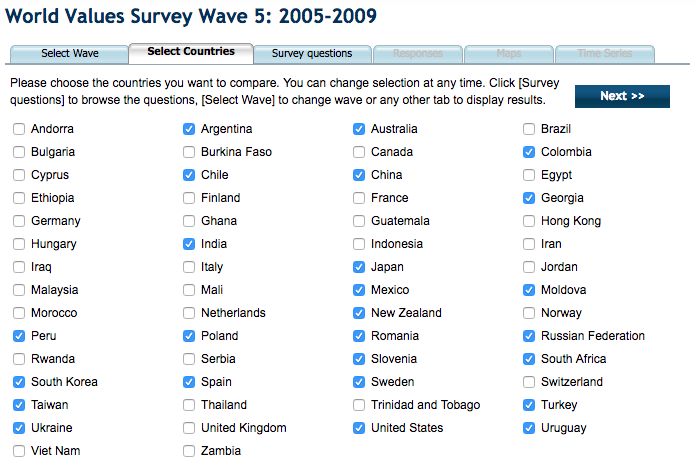 World Values Survey Wave 5: 2005-2009
Select Wave Select Countries Survey questions Responses Maps Time Series
Please choose the countries you want to compare. You can change selection at any time. Click [Survey
questions] to browse the questions, [Select Wave] to change wave or any other tab to display results.
Next >>
Andorra Argentina Australia Brazil
Bulgaria Burkina Faso Canada Colombia
Cyprus Chile China Egypt
Ethiopia Finland France Georgia
Germany Ghana Guatemala Hong Kong
Hungary India Indonesia Iran
Iraq Italy Japan Jordan
Malaysia Mali Mexico Moldova
Morocco Netherlands New Zealand Norway
Peru Poland Romania Russian Federation
Rwanda Serbia Slovenia South Africa
South Korea Spain Sweden Switzerland
Taiwan Thailand Trinidad and Tobago Turkey
Ukraine United Kingdom United States Uruguay
Viet Nam Zambia